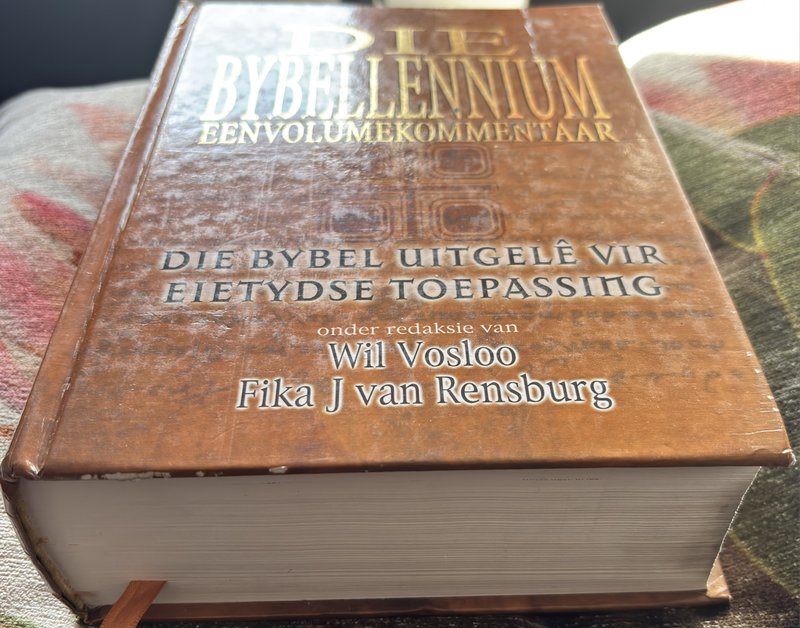 DIE
BYBELLENNIUM
EENVOLUMEKOMMENTAAR
DIE BYBEL UITGELÊ VIR
EIETYDSE TOEPASSING
onder redaksie van
Wil Vosloo
Fika J van Rensburg